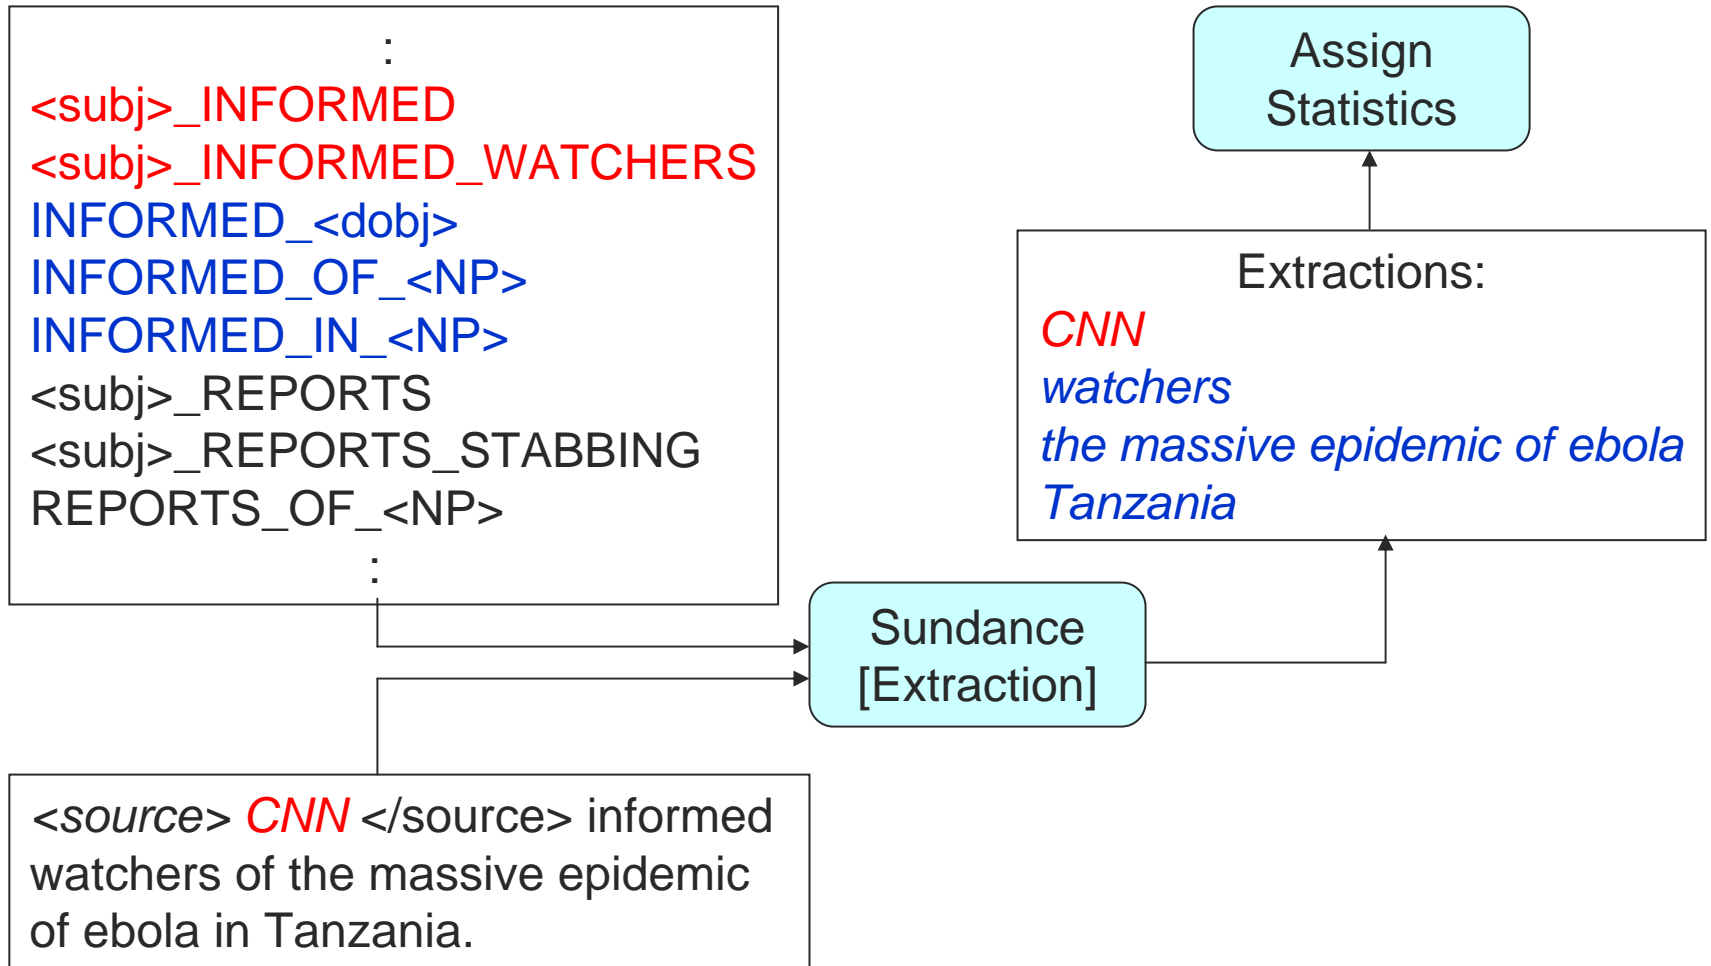 :
<subj>_INFORMED
<subj>_INFORMED_WATCHERS
INFORMED_<dobj>
INFORMED_OF_<NP>
INFORMED_IN_<NP>
<subj>_REPORTS
<subj>_REPORTS_STABBING
REPORTS_OF_<NP>
:
Assign
Statistics
Extractions:
CNN
watchers
the massive epidemic of ebola
Tanzania
Sundance
[Extraction]
<source> CNN </source> informed
watchers of the massive epidemic
of ebola in Tanzania.